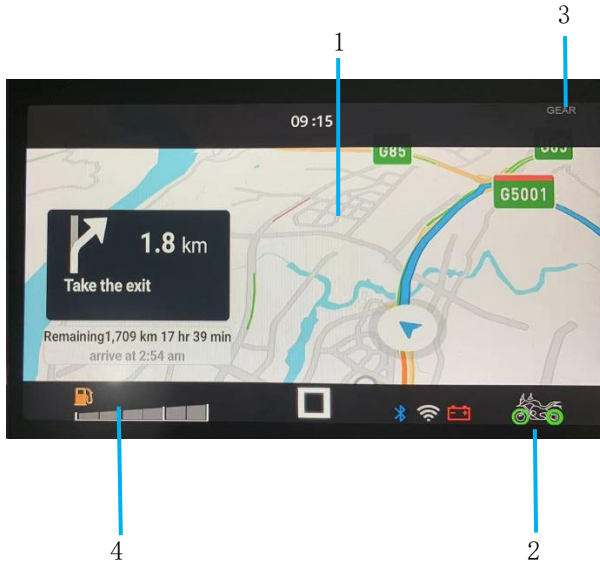 3
1
GEAR
09:15
G85
G5001
1.8 km
Take the exit
Remaining1,709 km 17 hr 39 min
arrive at 2:54 am
4
2